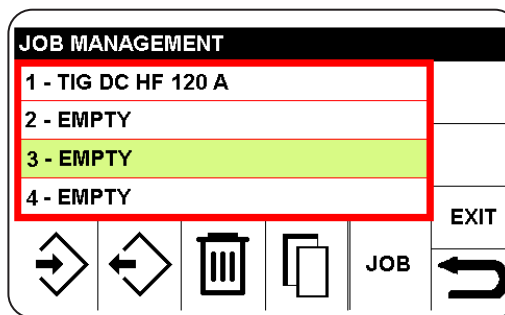 JOB MANAGEMENT
1 - TIG DC HF 120 A
2 - EMPTY
3 - EMPTY
4 - EMPTY
EXIT
JOB